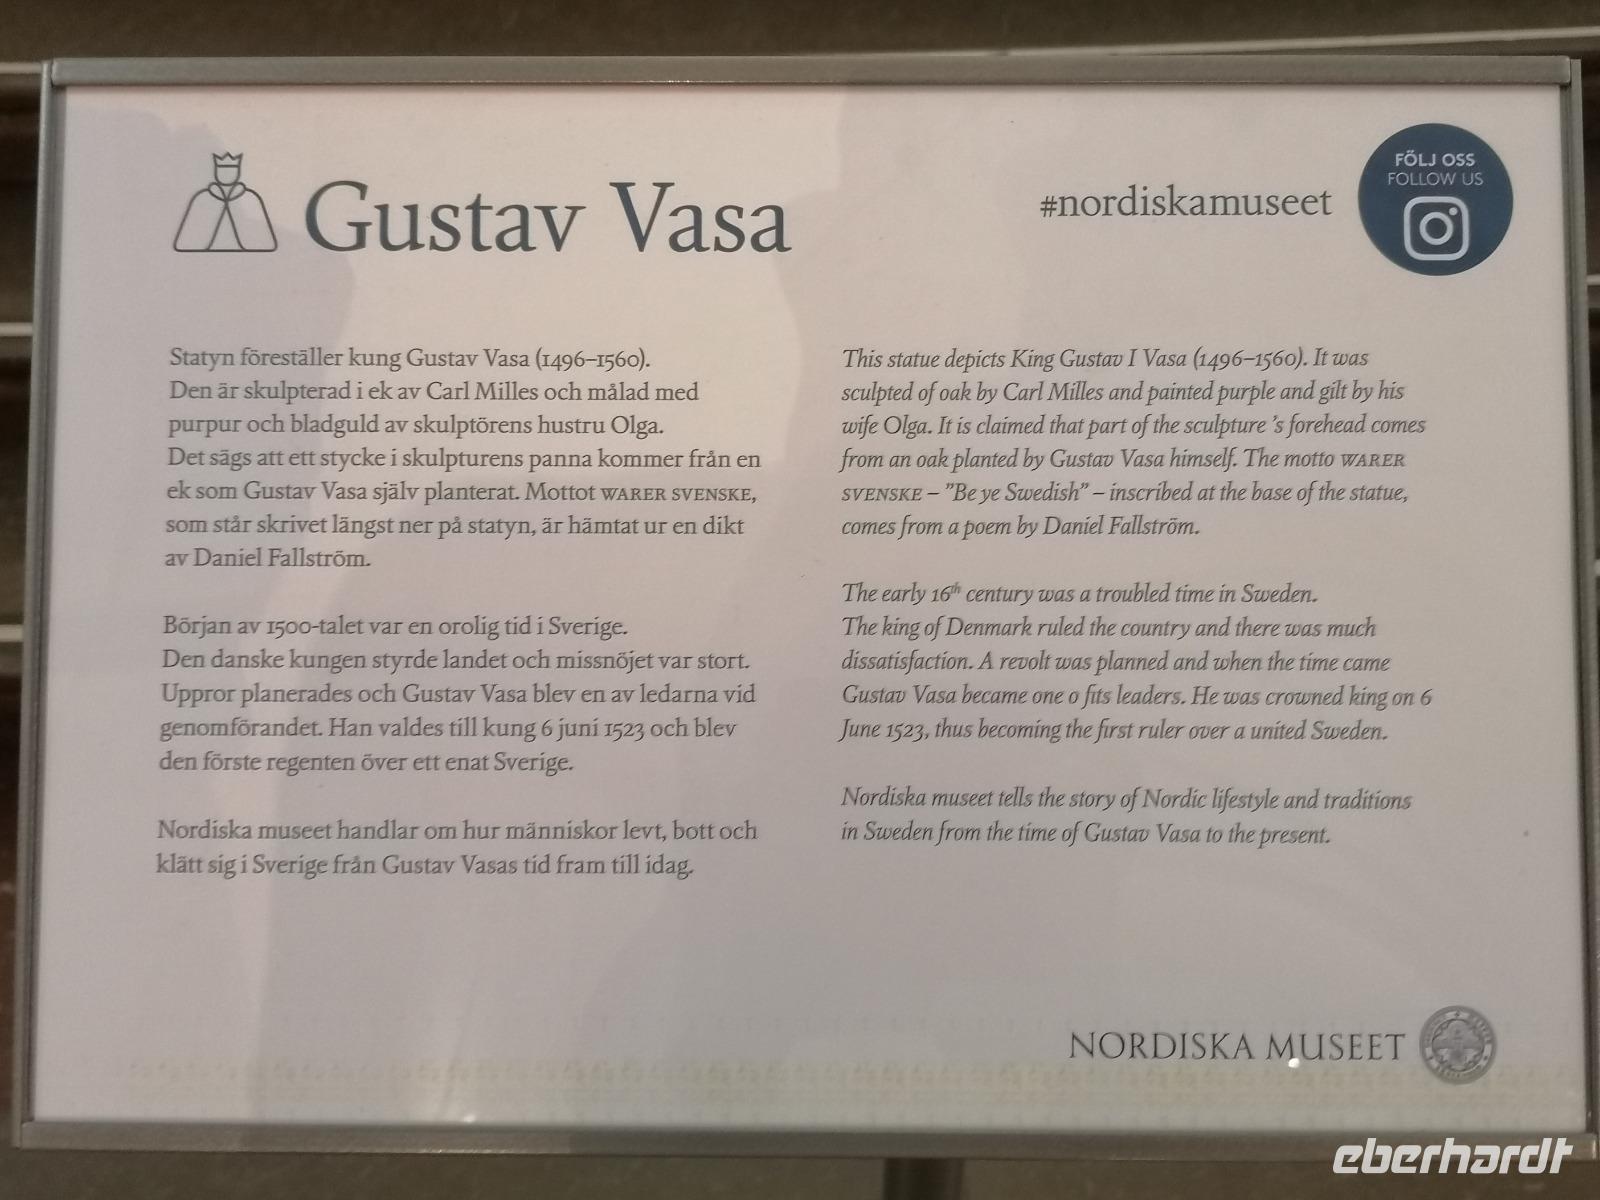 Gustav Vasa
#nordiskamuseet
FÖLJ OSS
FOLLOW US
Statyn föreställer kung Gustav Vasa (1496–1560).
Den är skulpterad i ek av Carl Milles och målad med
purpur och bladguld av skulptörens hustru Olga.
Det sägs att ett stycke i skulpturens panna kommer från en
ek som Gustav Vasa själv planterat. Mottot WARER SVENSKE,
som står skrivet längst ner på statyn, är hämtat ur en dikt
av Daniel Fallström.
Början av 1500-talet var en orolig tid i Sverige.
Den danske kungen styrde landet och missnöjet var stort.
Uppror planerades och Gustav Vasa blev en av ledarna vid
genomförandet. Han valdes till kung 6 juni 1523 och blev
den förste regenten över ett enat Sverige.
Nordiska museet handlar om hur människor levt, bott och
klätt sig i Sverige från Gustav Vasas tid fram till idag.
This statue depicts King Gustav I Vasa (1496–1560). It was
sculpted of oak by Carl Milles and painted purple and gilt by his
wife Olga. It is claimed that part of the sculpture 's forehead comes
from an oak planted by Gustav Vasa himself. The motto WARER
SVENSKE – ”Be ye Swedish” – inscribed at the base of the statue,
comes from a poem by Daniel Fallström.
The early 16th century was a troubled time in Sweden.
The king of Denmark ruled the country and there was much
dissatisfaction. A revolt was planned and when the time came
Gustav Vasa became one o fits leaders. He was crowned king on 6
June 1523, thus becoming the first ruler over a united Sweden.
Nordiska museet tells the story of Nordic lifestyle and traditions
in Sweden from the time of Gustav Vasa to the present.
NORDISKA MUSEET
eberhardt